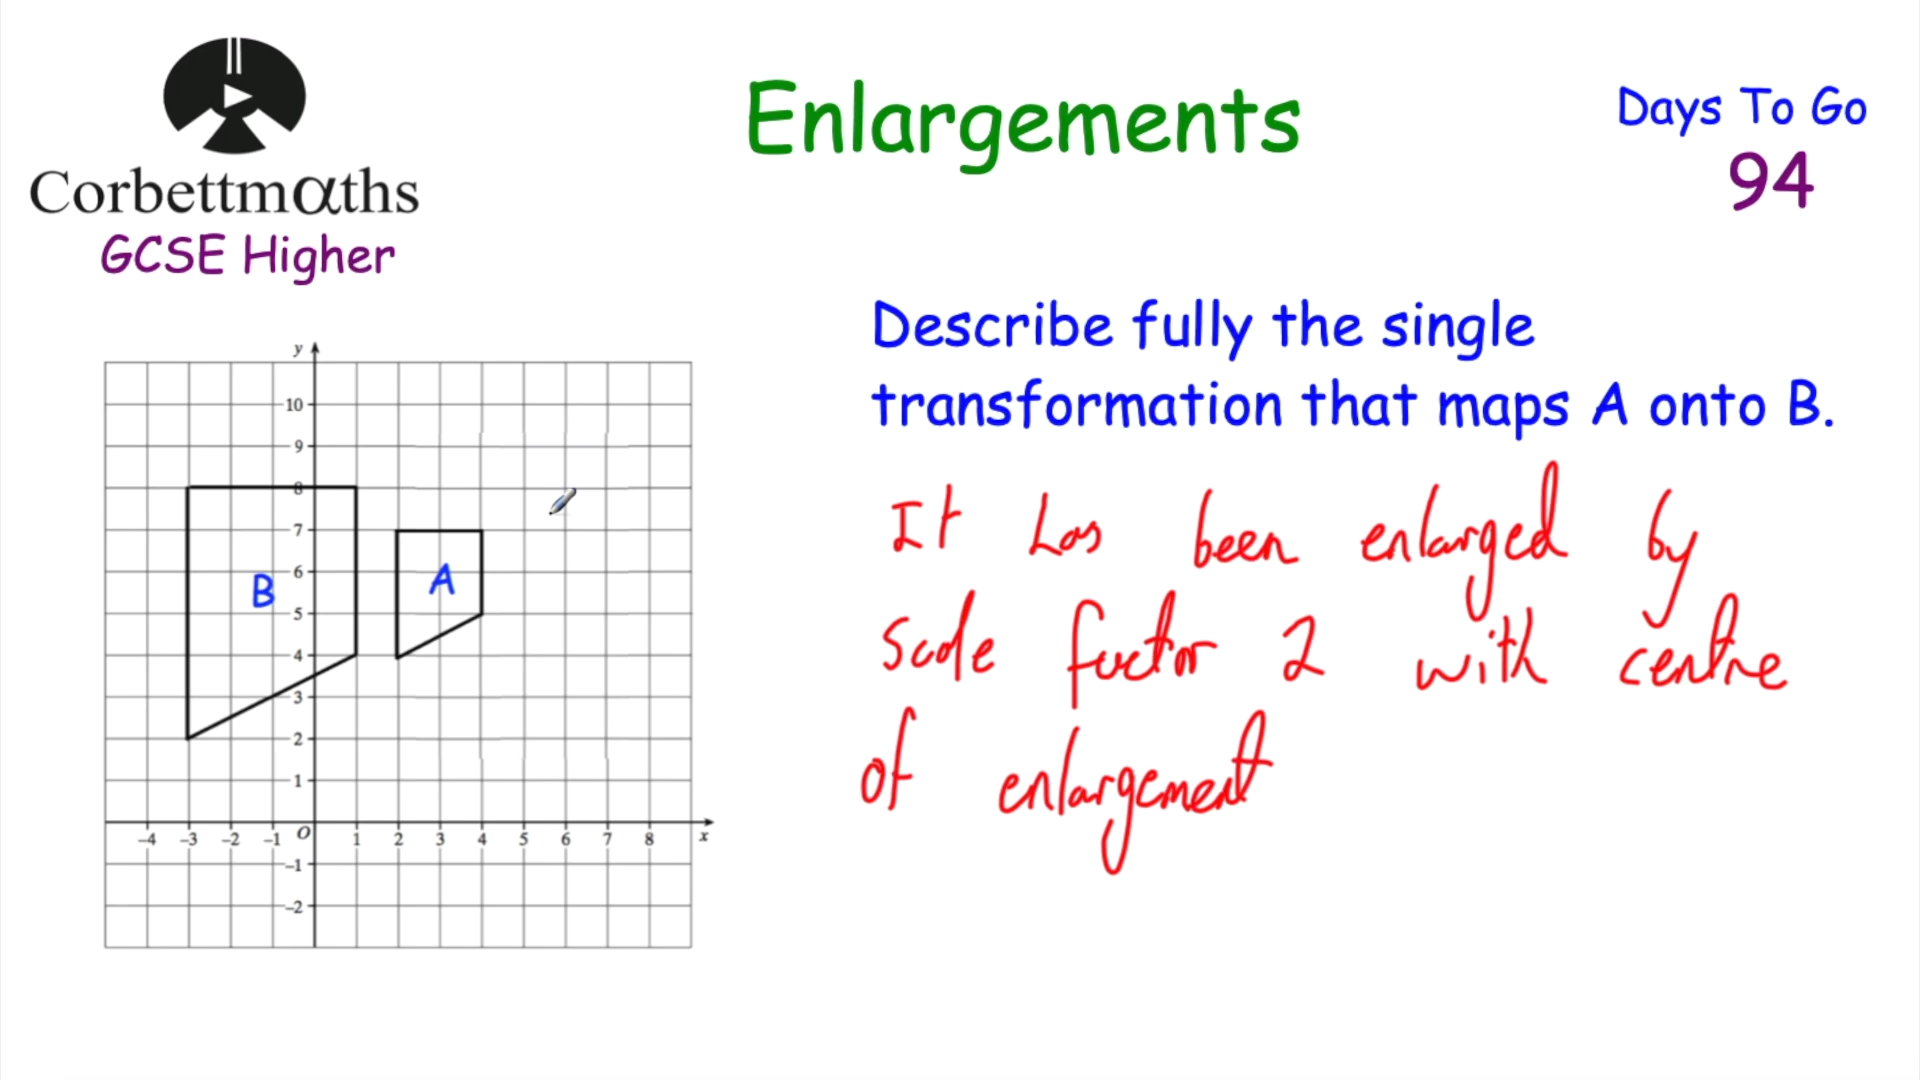 Corbettmαths
GCSE Higher
Enlargements
Days To Go
94
Describe fully the single
transformation that maps A onto B.
It has been enlarged by
scale factor 2 with centre
of enlargement
y
10
9
8
7
6
5
4
3
2
1
B
A
O
-4 -3 -2 -1 1 2 3 4 5 6 7 8 x
-1
-2